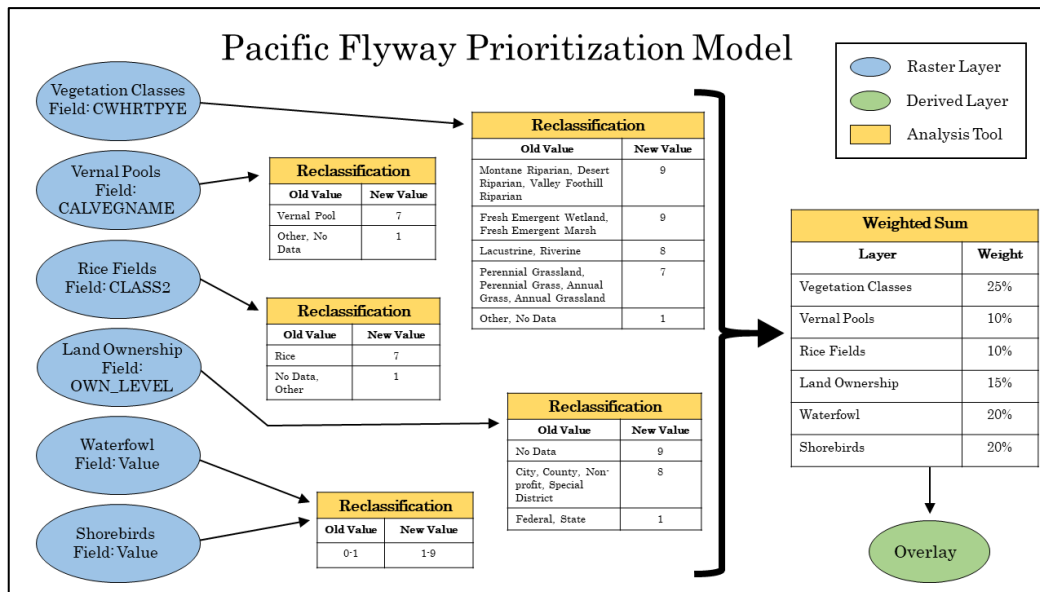 Pacific Flyway Prioritization Model
Raster Layer
Derived Layer
Analysis Tool
Vegetation Classes
Field: CWHRTPYE
Vernal Pools
Field:
CALVEGNAME
Rice Fields
Field: CLASS2
Land Ownership
Field:
OWN_LEVEL
Waterfowl
Field: Value
Shorebirds
Field: Value
Reclassification
Old Value New Value
Vernal Pool 7
Other, No 1
Data
Reclassification
Old Value New Value
Rice 7
No Data, 1
Other
Reclassification
Old Value New Value
0-1 1-9
Reclassification
Old Value New Value
Montane Riparian, Desert 9
Riparian, Valley Foothill
Riparian
Fresh Emergent Wetland, 9
Fresh Emergent Marsh
Lacustrine, Riverine 8
Perennial Grassland, 7
Perennial Grass, Annual
Grass, Annual Grassland
Other, No Data 1
Reclassification
Old Value New Value
No Data 9
City, County, Non- 8
profit, Special
District
Federal, State 1
Weighted Sum
Layer Weight
Vegetation Classes 25%
Vernal Pools 10%
Rice Fields 10%
Land Ownership 15%
Waterfowl 20%
Shorebirds 20%
Overlay